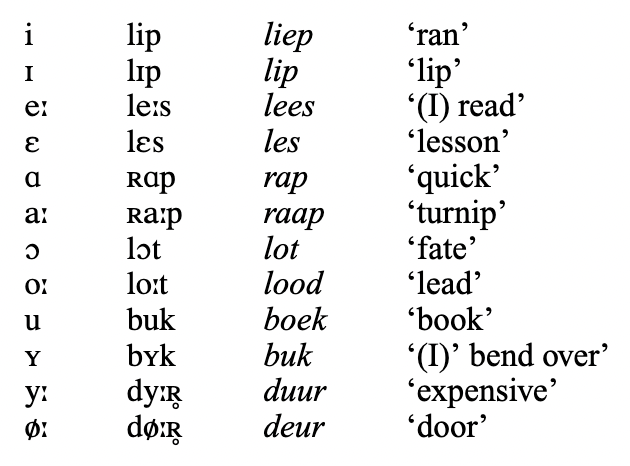 i lip liep ‘ran’
ɪ lɪp lip ‘lip’
eː leːs lees ‘(I) read’
ɛ lɛs les ‘lesson’
ɑ ʀɑp rap ‘quick’
aː ʀaːp raap ‘turnip’
ɔ lɔt lot ‘fate’
oː loːt lood ‘lead’
u buk boek ‘book’
ʏ bʏk buk ‘(I)’ bend over’
yː dyːʀ̥ duur ‘expensive’
øː døːʀ̥ deur ‘door’